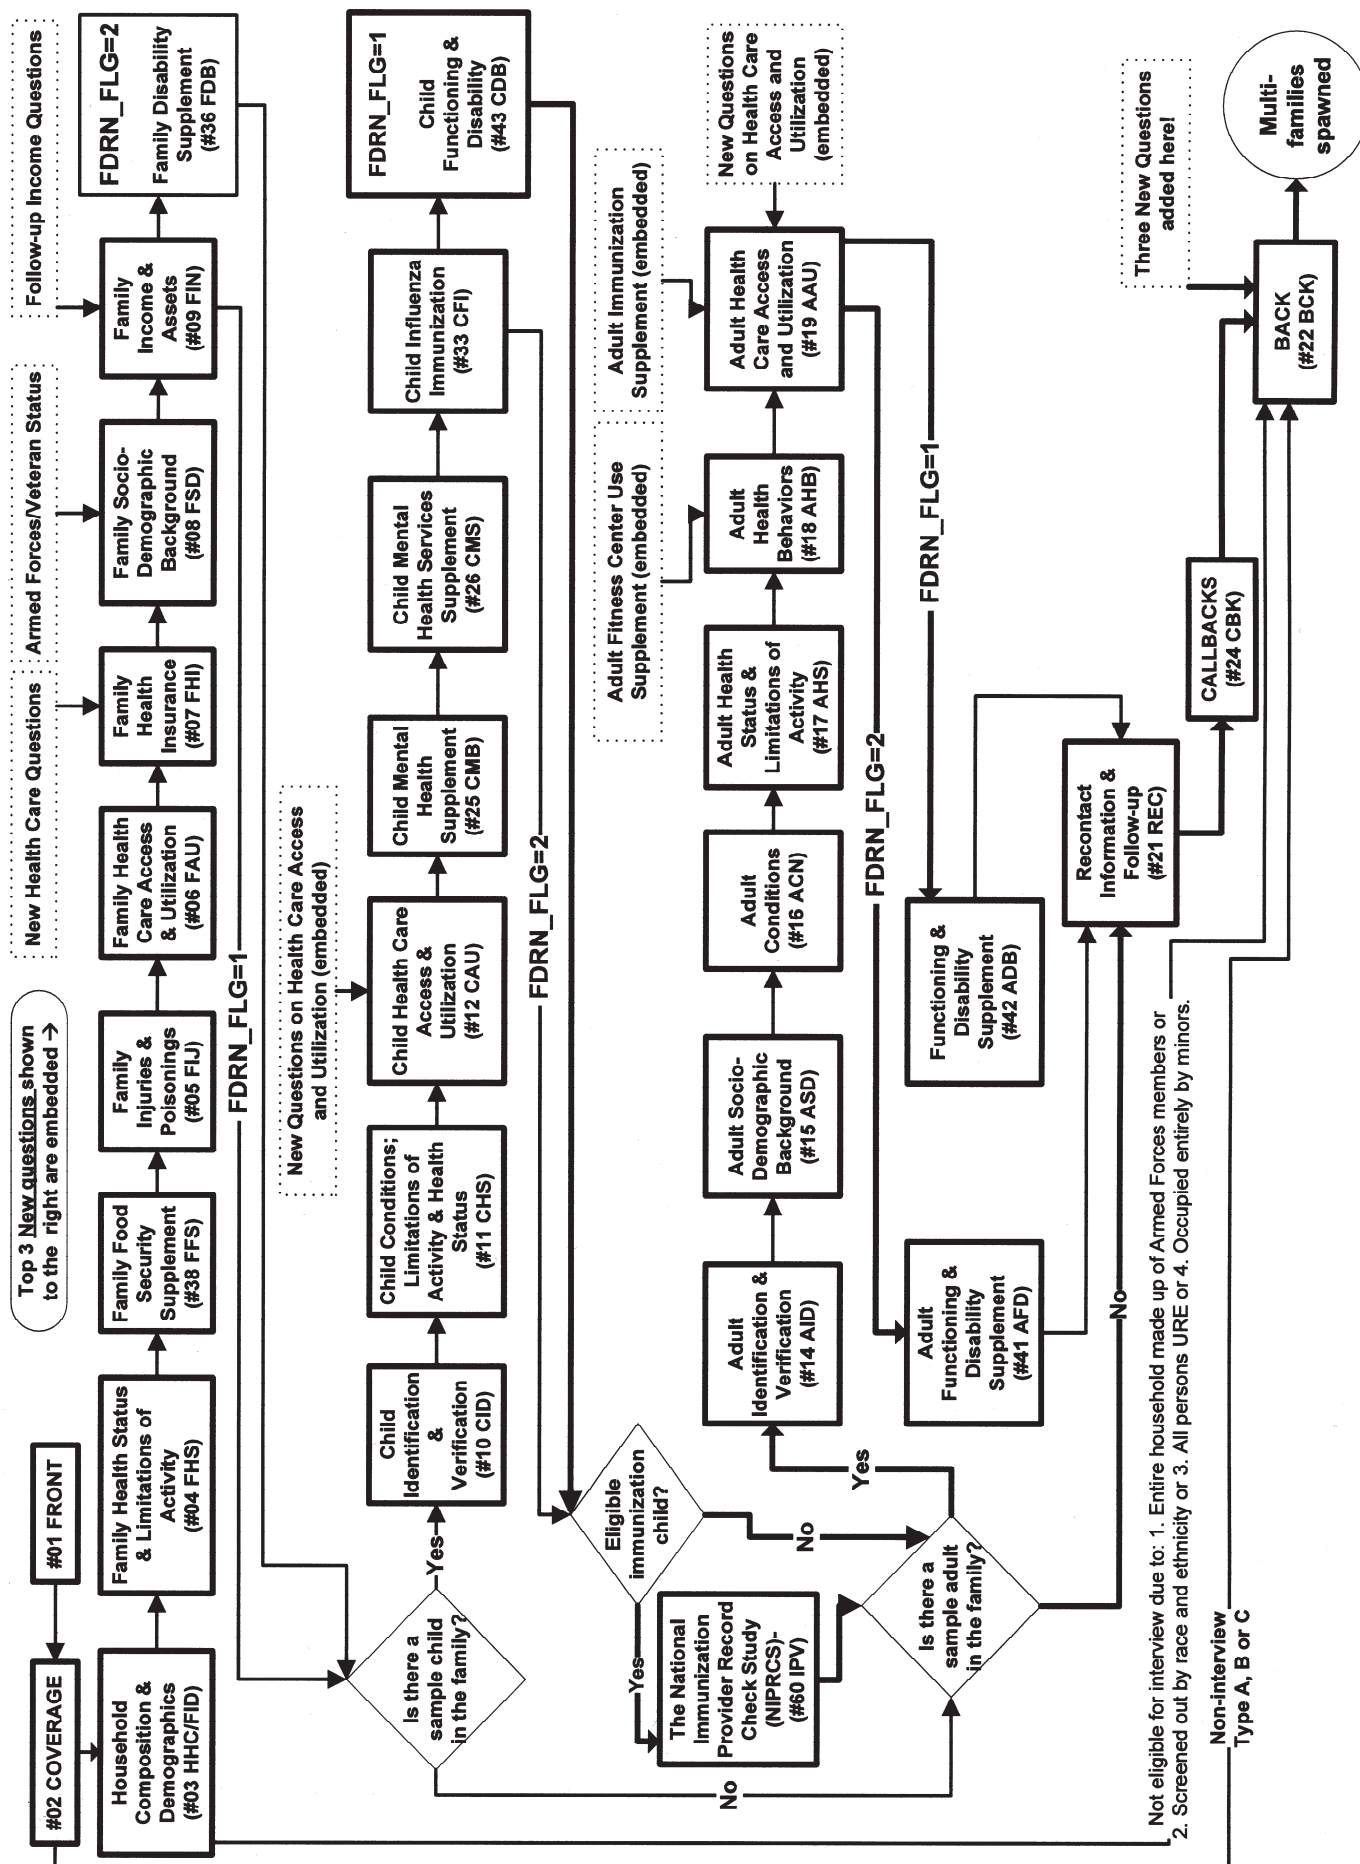 #01 FRONT
#02 COVERAGE
Top 3 New questions shown
to the right are embedded →
New Health Care Questions
Armed Forces/Veteran Status
Follow-up Income Questions
Household
Composition &
Demographics
(#03 HHC/FID)
Family Health Status
& Limitations of
Activity
(#04 FHS)
Family Food
Security
Supplement
(#38 FFS)
Family
Injuries &
Poisonings
(#05 FIJ)
Family Health
Care Access
& Utilization
(#06 FAU)
Family
Health
Insurance
(#07 FHI)
Family Socio-
Demographic
Background
(#08 FSD)
Family
Income &
Assets
(#09 FIN)
FDRN_FLG=2
Family Disability
Supplement
(#36 FDB)
FDRN_FLG=1
New Questions on Health Care Access
and Utilization (embedded)
Is there a
sample child
in the family?
Yes
No
Child
Identification
&
Verification
(#10 CID)
Child Conditions;
Limitations of
Activity & Health
Status
(#11 CHS)
Child Health Care
Access &
Utilization
(#12 CAU)
Child Mental
Health
Supplement
(#25 CMB)
Child Mental
Health Services
Supplement
(#26 CMS)
Child Influenza
Immunization
(#33 CFI)
FDRN_FLG=1
Child
Functioning &
Disability
(#43 CDB)
FDRN_FLG=2
Eligible
immunization
child?
Yes
No
The National
Immunization
Provider Record
Check Study
(NIPRCS)-
(#60 IPV)
Adult Fitness Center Use
Supplement (embedded)
Adult Immunization
Supplement (embedded)
New Questions
on Health Care
Access and
Utilization
(embedded)
Is there a
sample adult
in the family?
Yes
No
Adult
Identification &
Verification
(#14 AID)
Adult Socio-
Demographic
Background
(#15 ASD)
Adult
Conditions
(#16 ACN)
Adult Health
Status &
Limitations of
Activity
(#17 AHS)
Adult
Health
Behaviors
(#18 AHB)
Adult Health
Care Access
and Utilization
(#19 AAU)
FDRN_FLG=2
FDRN_FLG=1
Adult
Functioning &
Disability
Supplement
(#41 AFD)
Functioning &
Disability
Supplement
(#42 ADB)
Recontact
Information &
Follow-up
(#21 REC)
CALLBACKS
(#24 CBK)
Three New Questions
added here!
BACK
(#22 BCK)
Multi-
families
spawned
Not eligible for interview due to: 1. Entire household made up of Armed Forces members or
2. Screened out by race and ethnicity or 3. All persons URE or 4. Occupied entirely by minors.
Non-interview
Type A, B or C